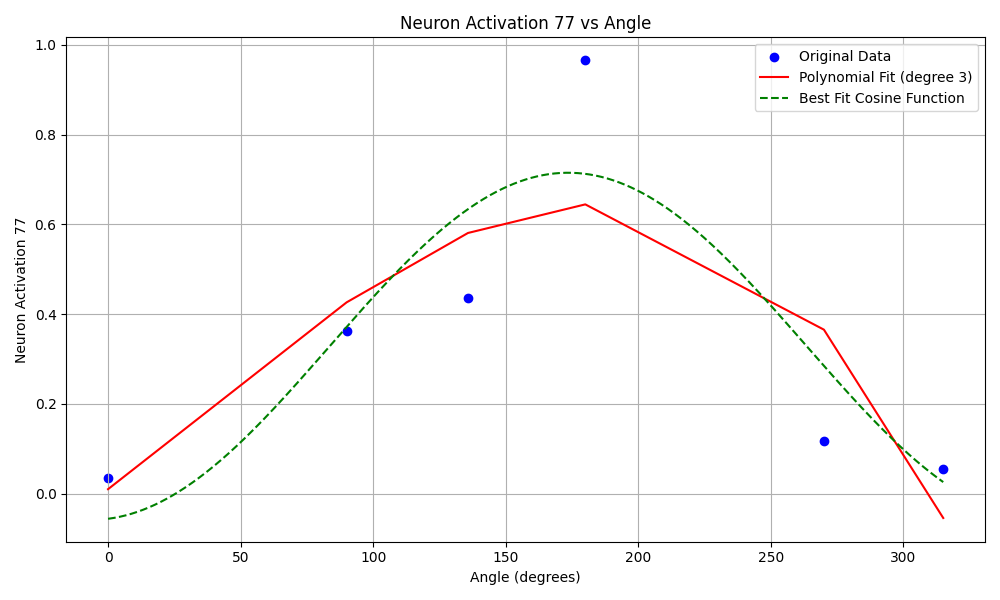 Neuron Activation 77 vs Angle
Original Data
Polynomial Fit (degree 3)
Best Fit Cosine Function
Neuron Activation 77
1.0
0.8
0.6
0.4
0.2
0.0
0 50 100 150 200 250 300
Angle (degrees)